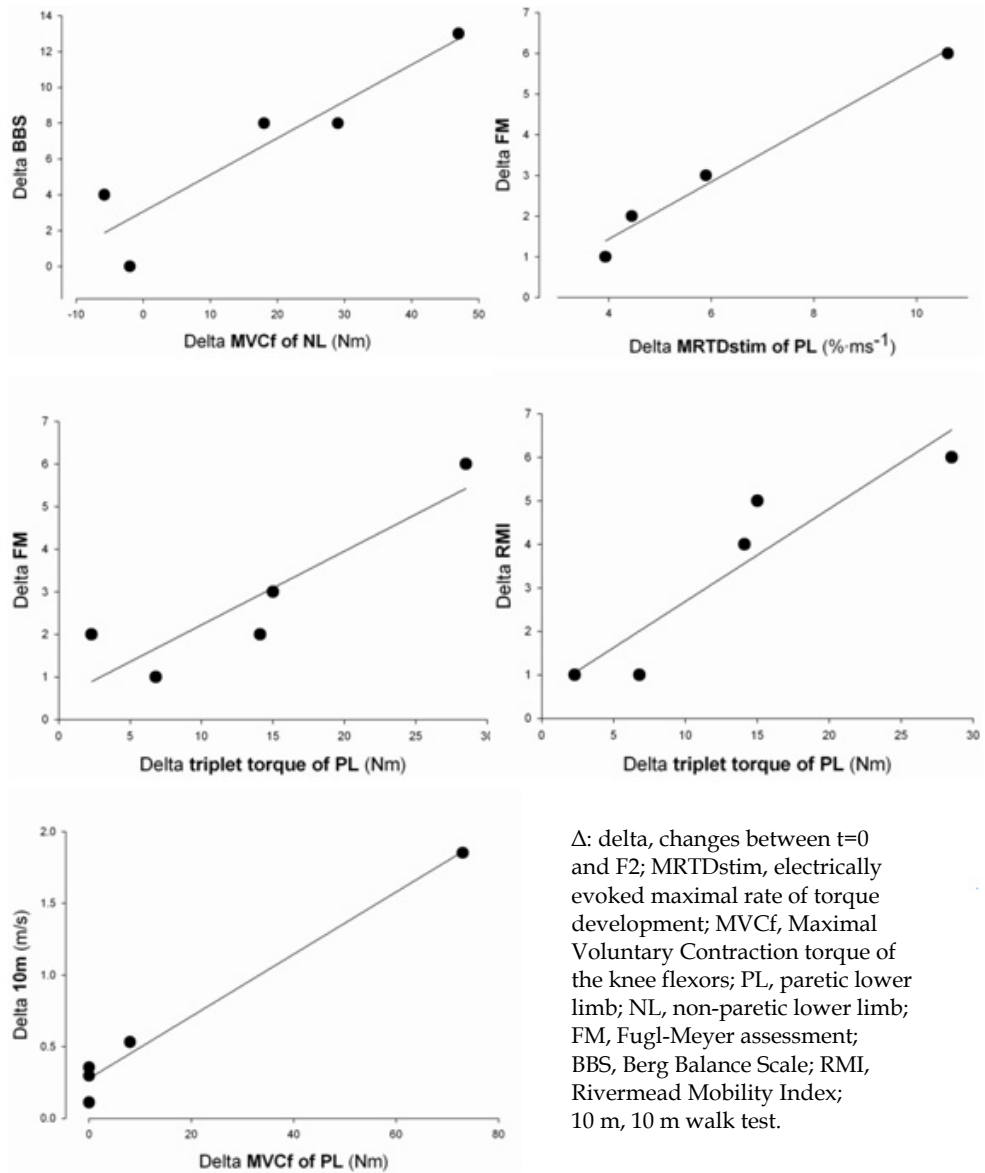 14
12
10
8
6
4
2
0
Delta BBS
-10 0 10 20 30 40 50
Delta MVCf of NL (Nm)
7
6
5
4
3
2
1
0
Delta FM
4 6 8 10
Delta MRTDstim of PL (%·ms⁻¹)
7
6
5
4
3
2
1
0
Delta FM
0 5 10 15 20 25 30
Delta triplet torque of PL (Nm)
7
6
5
4
3
2
1
0
Delta RMI
0 5 10 15 20 25 30
Delta triplet torque of PL (Nm)
2.0
1.5
1.0
0.5
0.0
Delta 10m (m/s)
0 20 40 60 80
Delta MVCf of PL (Nm)
Δ: delta, changes between t=0
and F2; MRTDstim, electrically
evoked maximal rate of torque
development; MVCf, Maximal
Voluntary Contraction torque of
the knee flexors; PL, paretic lower
limb; NL, non-paretic lower limb;
FM, Fugl-Meyer assessment;
BBS, Berg Balance Scale; RMI,
Rivermead Mobility Index;
10 m, 10 m walk test.